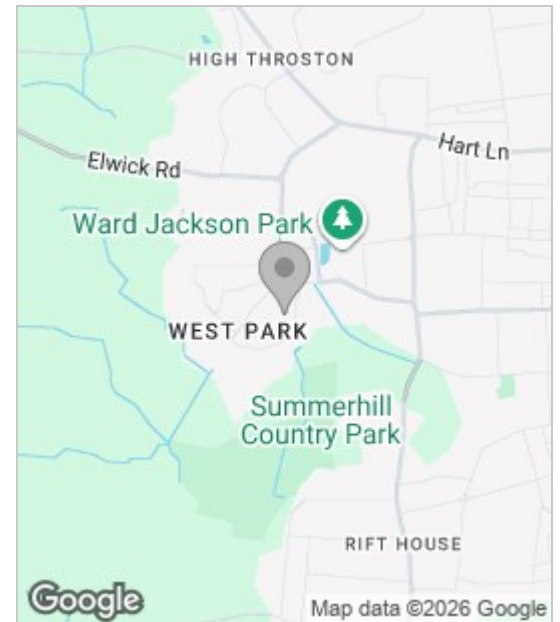 HIGH THROSTON
Hart Ln
Elwick Rd
Ward Jackson Park
WEST PARK
Summerhill
Country Park
RIFT HOUSE
Google
Map data ©2026 Google